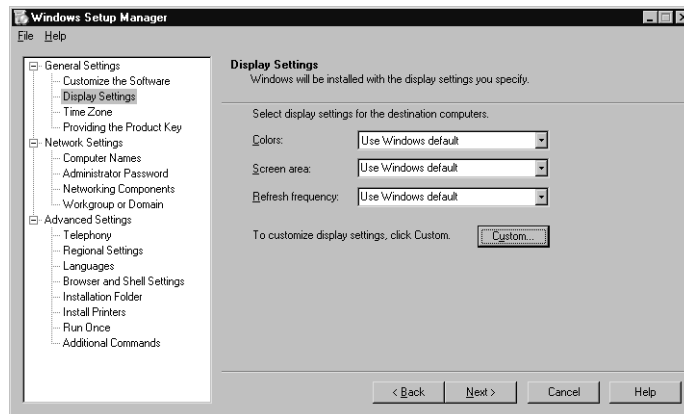 Windows Setup Manager
File Help
General Settings
Customize the Software
Display Settings
Time Zone
Providing the Product Key
Network Settings
Computer Names
Administrator Password
Networking Components
Workgroup or Domain
Advanced Settings
Telephony
Regional Settings
Languages
Browser and Shell Settings
Installation Folder
Install Printers
Run Once
Additional Commands
Display Settings
Windows will be installed with the display settings you specify.
Select display settings for the destination computers.
Colors: Use Windows default
Screen area: Use Windows default
Refresh frequency: Use Windows default
To customize display settings, click Custom. Custom...
< Back Next > Cancel Help